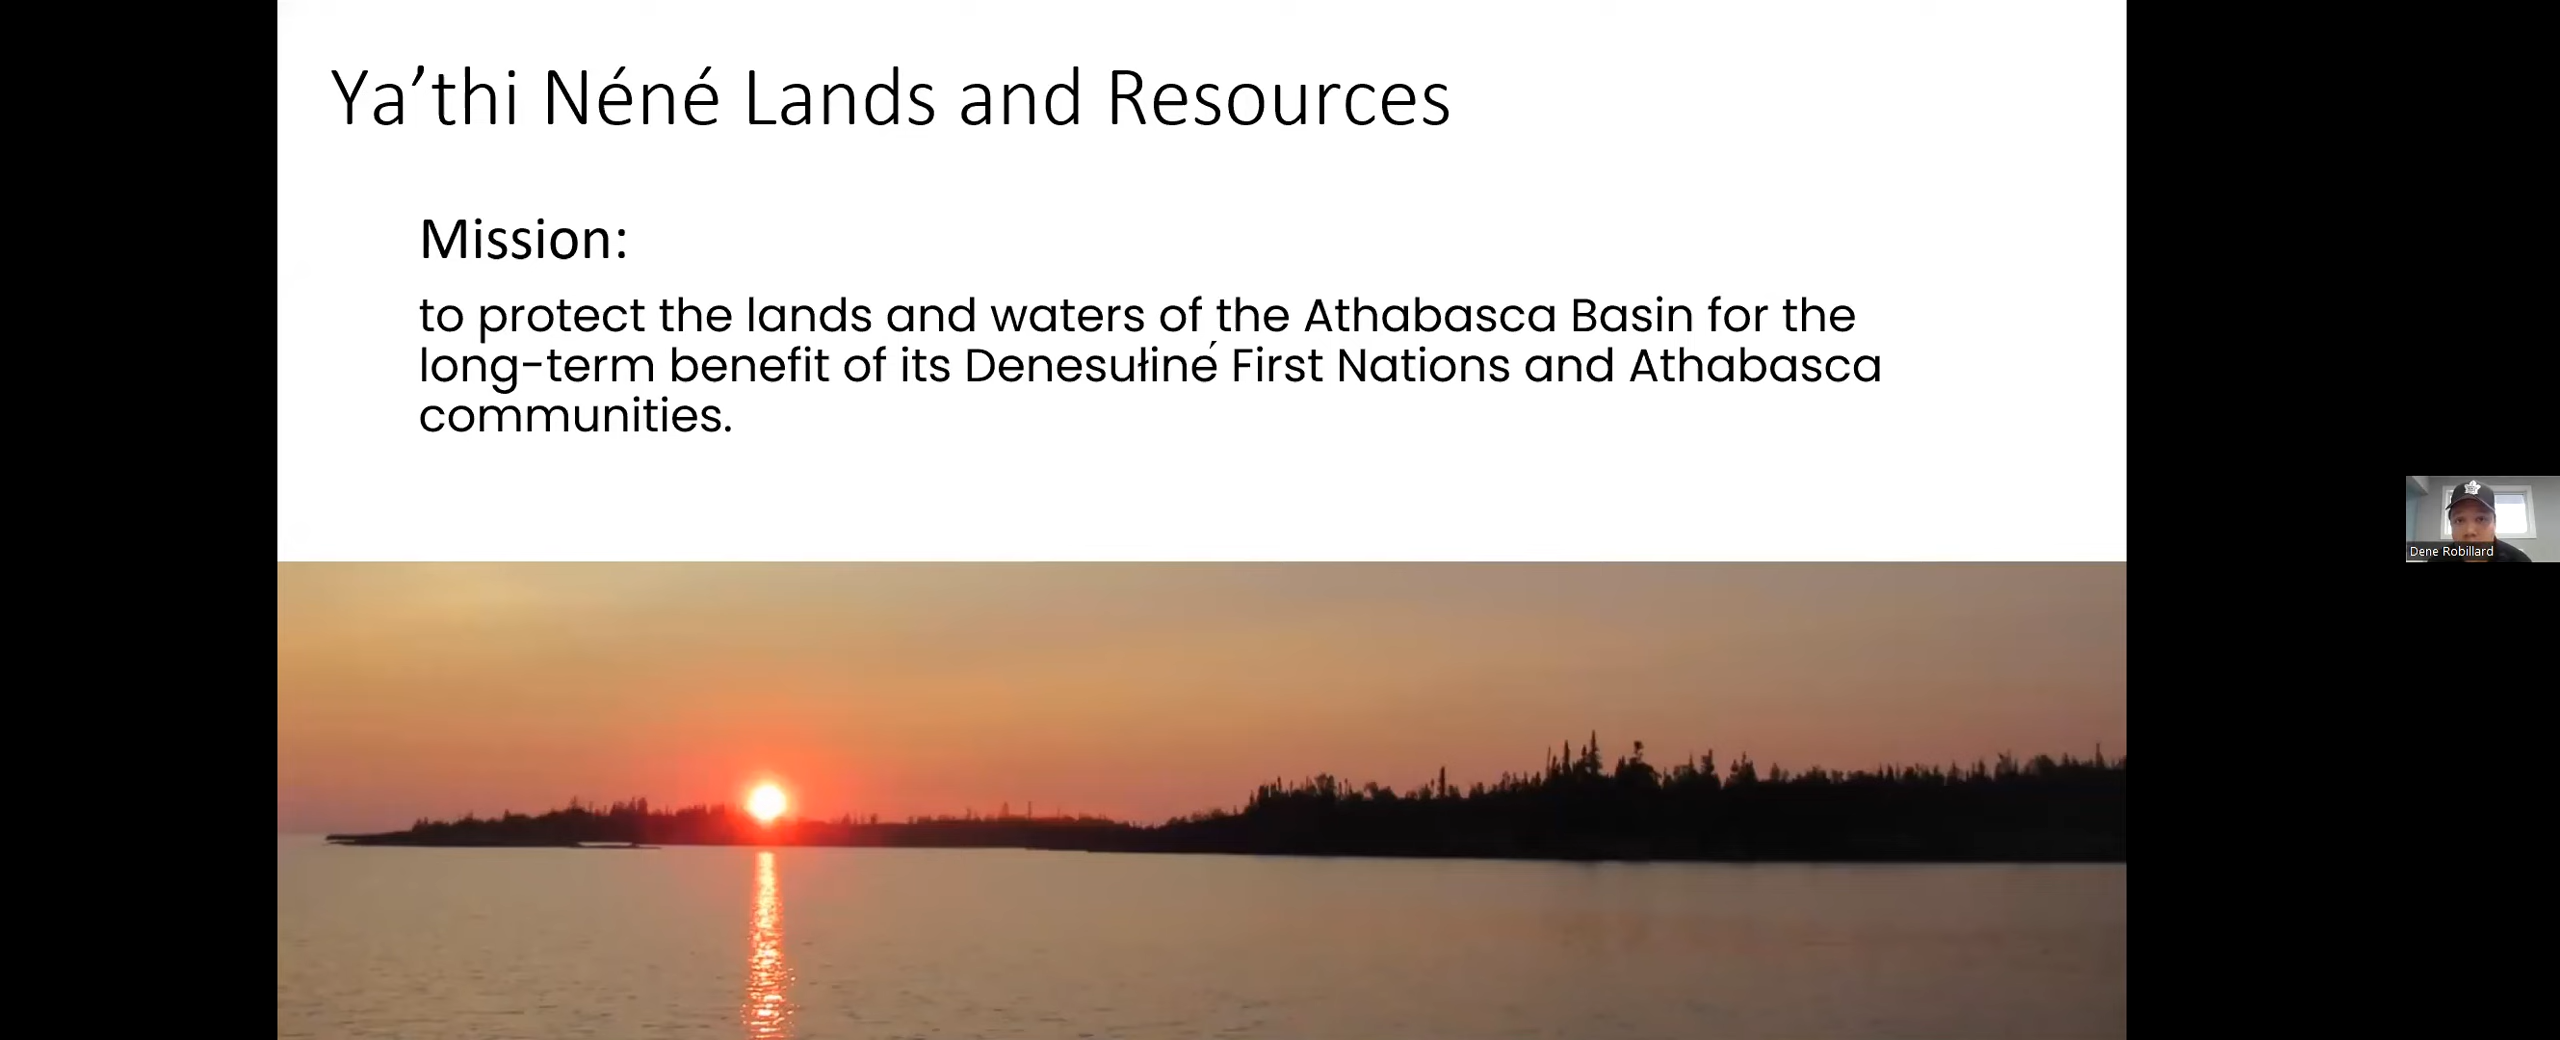 Ya’thi Néné Lands and Resources
Mission:
to protect the lands and waters of the Athabasca Basin for the
long-term benefit of its Denesułiné First Nations and Athabasca
communities.
Dene Robillard